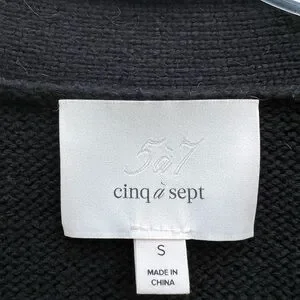 5à7
cinq à sept
S
MADE IN
CHINA